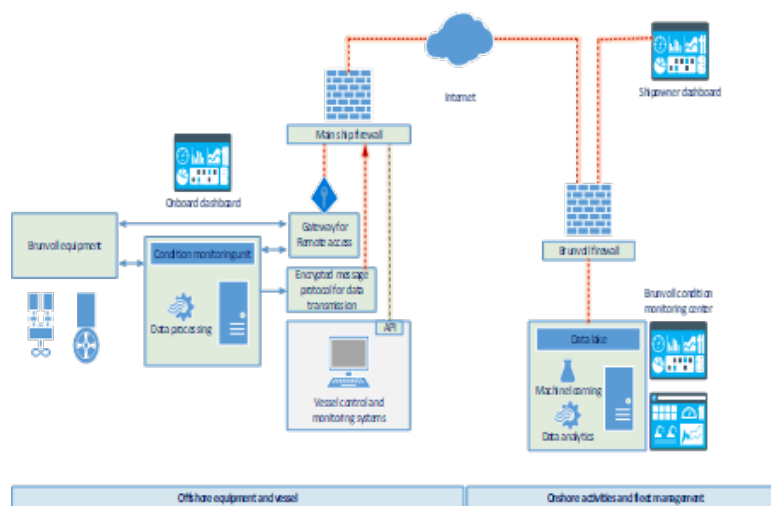 Internet
Shipowner dashboard
Main ship firewall
Onboard dashboard
Brunvoll equipment
Gateway for
Remote access
Condition monitoring unit
Data processing
Encrypted message
protocol for data
transmission
API
Vessel control and
monitoring systems
Brunvoll firewall
Brunvoll condition
monitoring center
Data lake
Machine learning
Data analytics
Offshore equipment and vessel
Onshore activities and fleet management